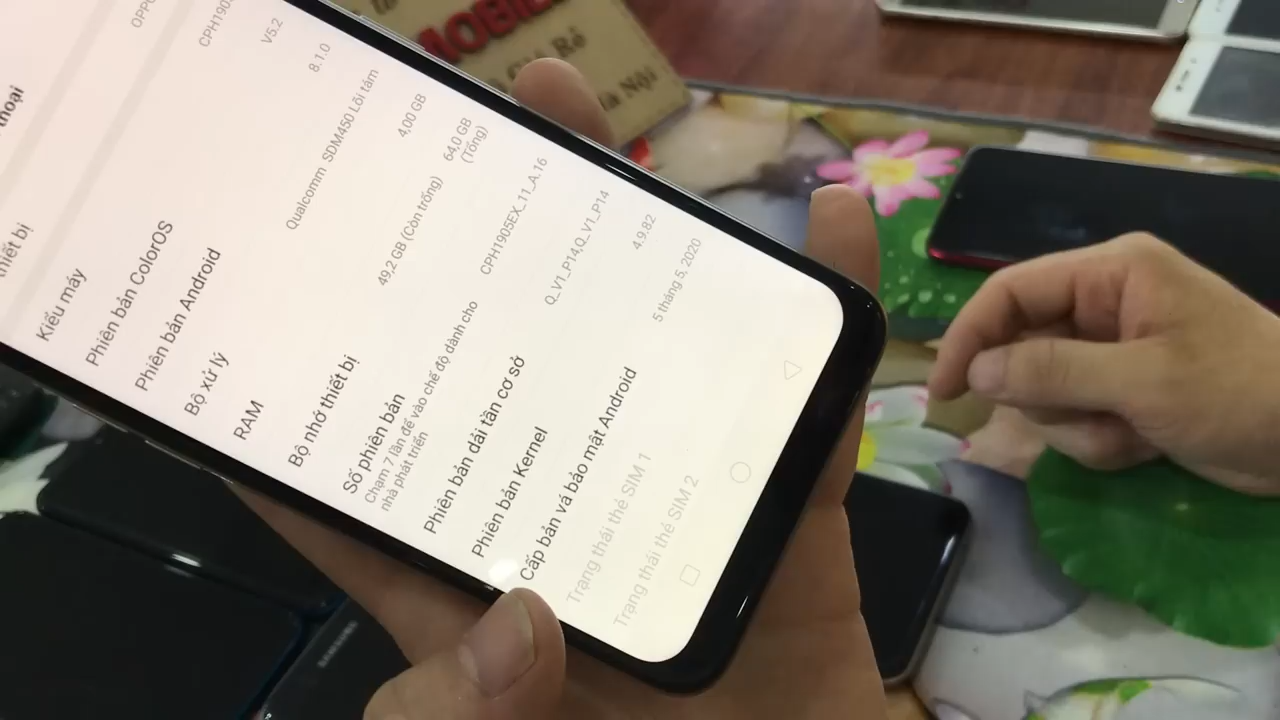 thoại
OPPO
thiết bị
Kiểu máy
CPH1905
Phiên bản ColorOS
V5.2
Phiên bản Android
8.1.0
Bộ xử lý
Qualcomm SDM450 Lõi tám
RAM
4,00 GB
Bộ nhớ thiết bị
49,2 GB (Còn trống)
64,0 GB
(Tổng)
Số phiên bản
CPH1905EX_11_A.16
Chạm 7 lần để vào chế độ dành cho
nhà phát triển
Phiên bản dải tần cơ sở
Q_V1_P14,Q_V1_P14
Phiên bản Kernel
4.9.82
Cấp bản vá bảo mật Android
5 tháng 5, 2020
Trạng thái thẻ SIM 1
Trạng thái thẻ SIM 2
MOBILE
Giá Rẻ
Hà Nội
SAMSUNG